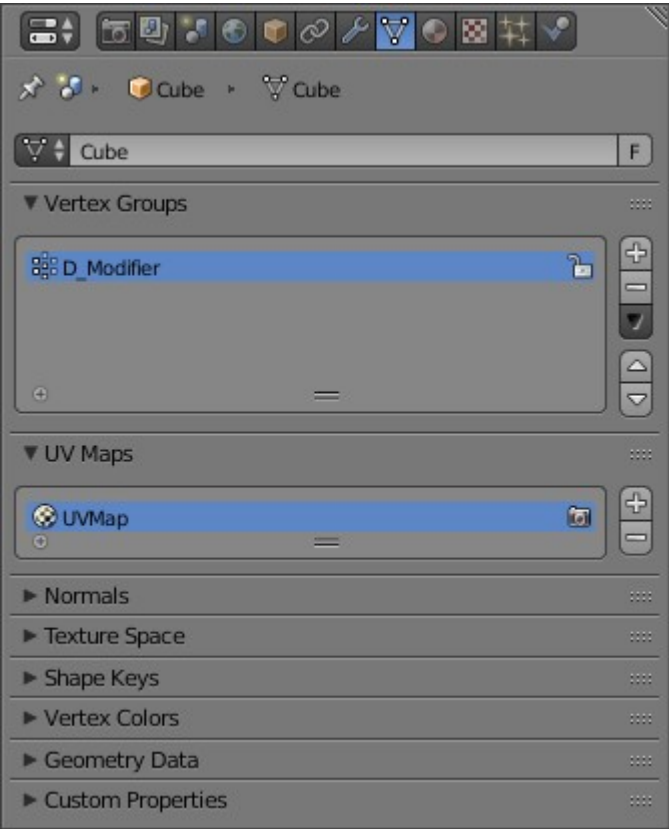 Cube Cube
Cube F
Vertex Groups
D_Modifier
UV Maps
UVMap
Normals
Texture Space
Shape Keys
Vertex Colors
Geometry Data
Custom Properties